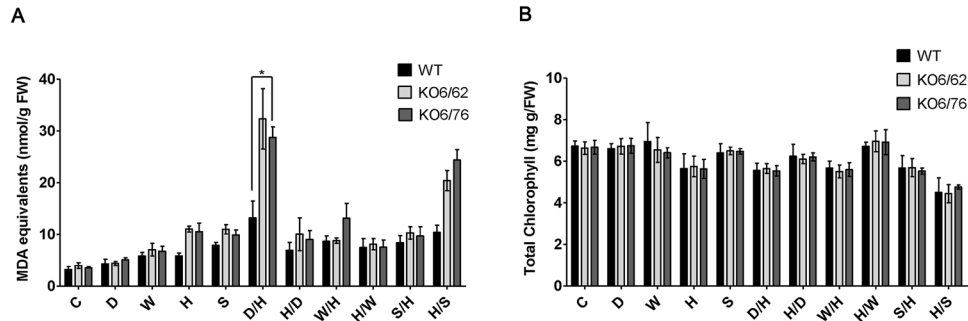 A
MDA equivalents (nmol/g FW)
40
30
20
10
0
*
WT
KO6/62
KO6/76
C D W H S D/H H/D W/H H/W S/H H/S
B
Total Chlorophyll (mg g/FW)
10
8
6
4
2
0
WT
KO6/62
KO6/76
C D W H S D/H H/D W/H H/W S/H H/S